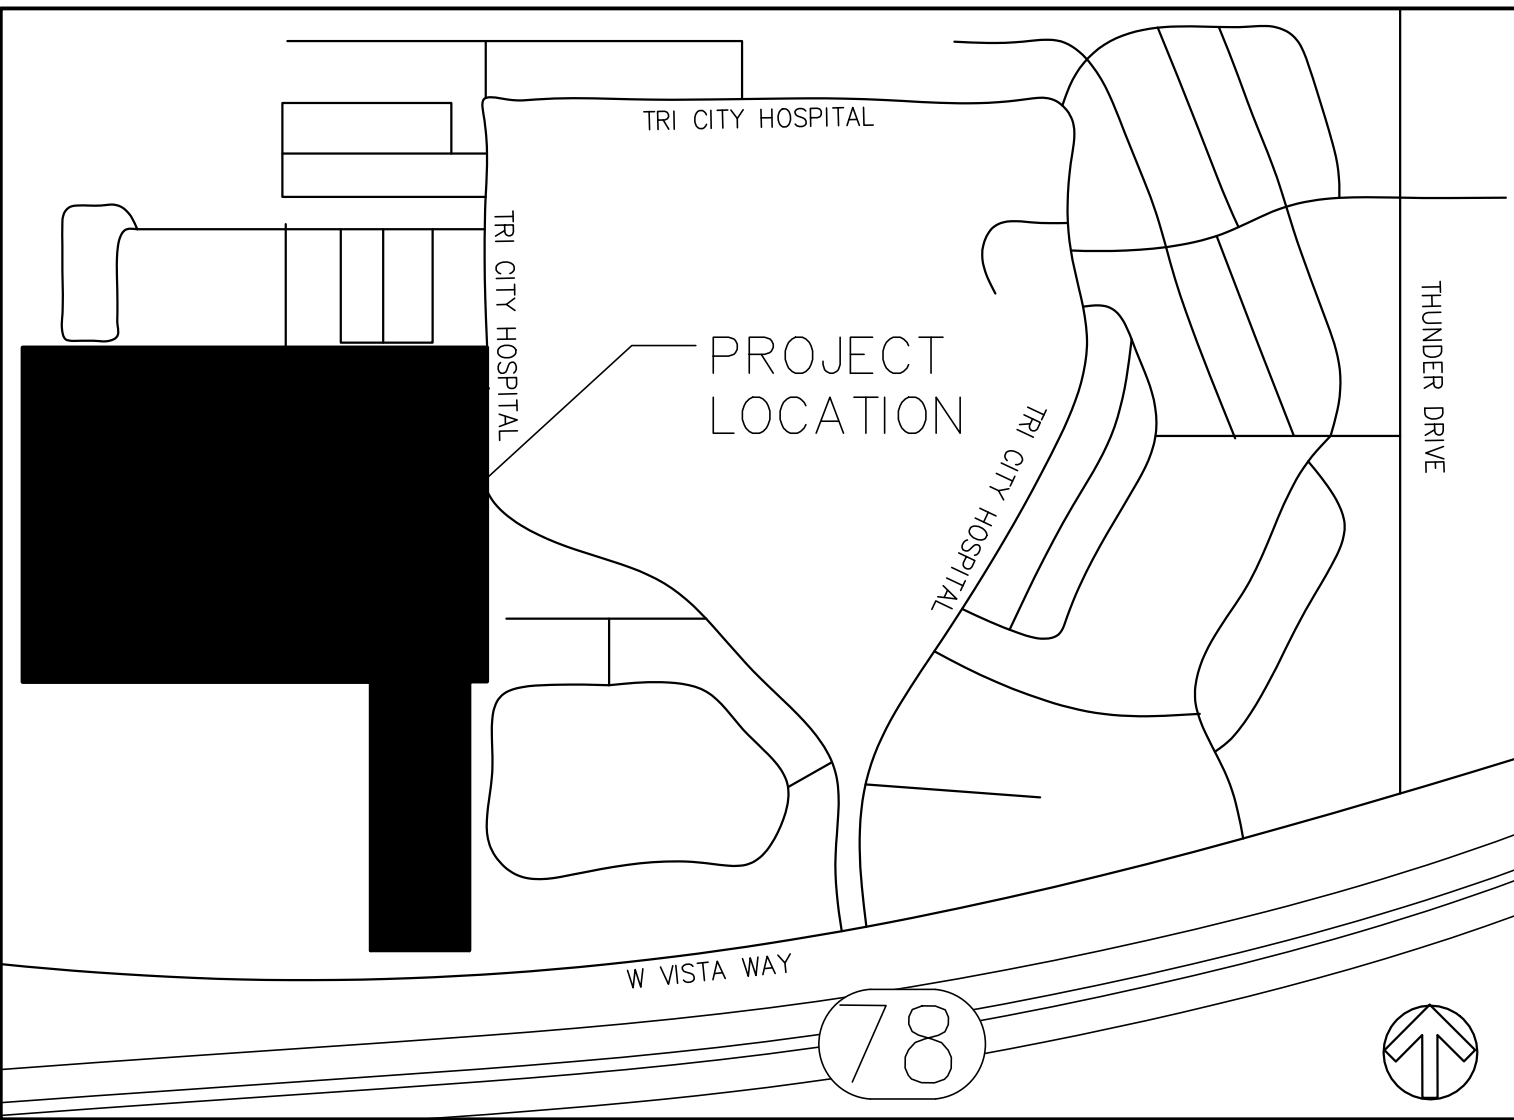 TRI CITY HOSPITAL
TRI CITY HOSPITAL
PROJECT
LOCATION
TRI CITY HOSPITAL
THUNDER DRIVE
W VISTA WAY
78